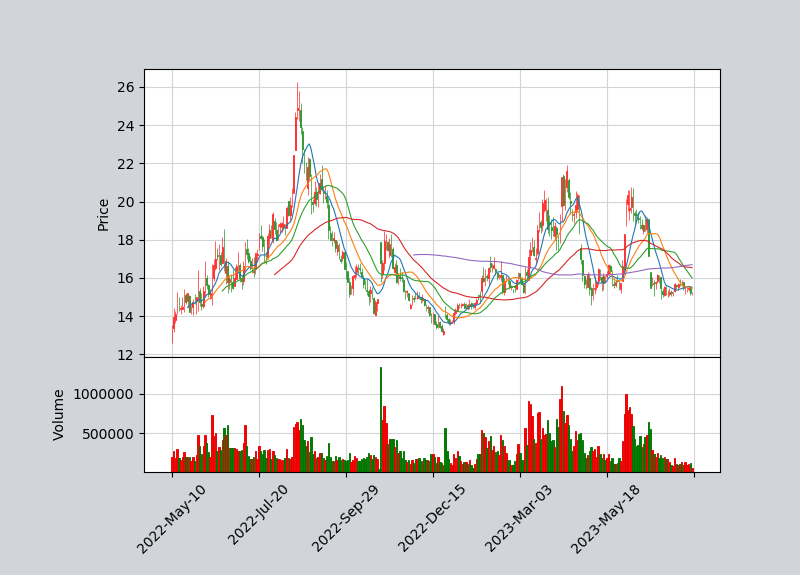 26
24
22
20
18
16
14
12
Price
1000000
500000
Volume
2022-May-10
2022-Jul-20
2022-Sep-29
2022-Dec-15
2023-Mar-03
2023-May-18